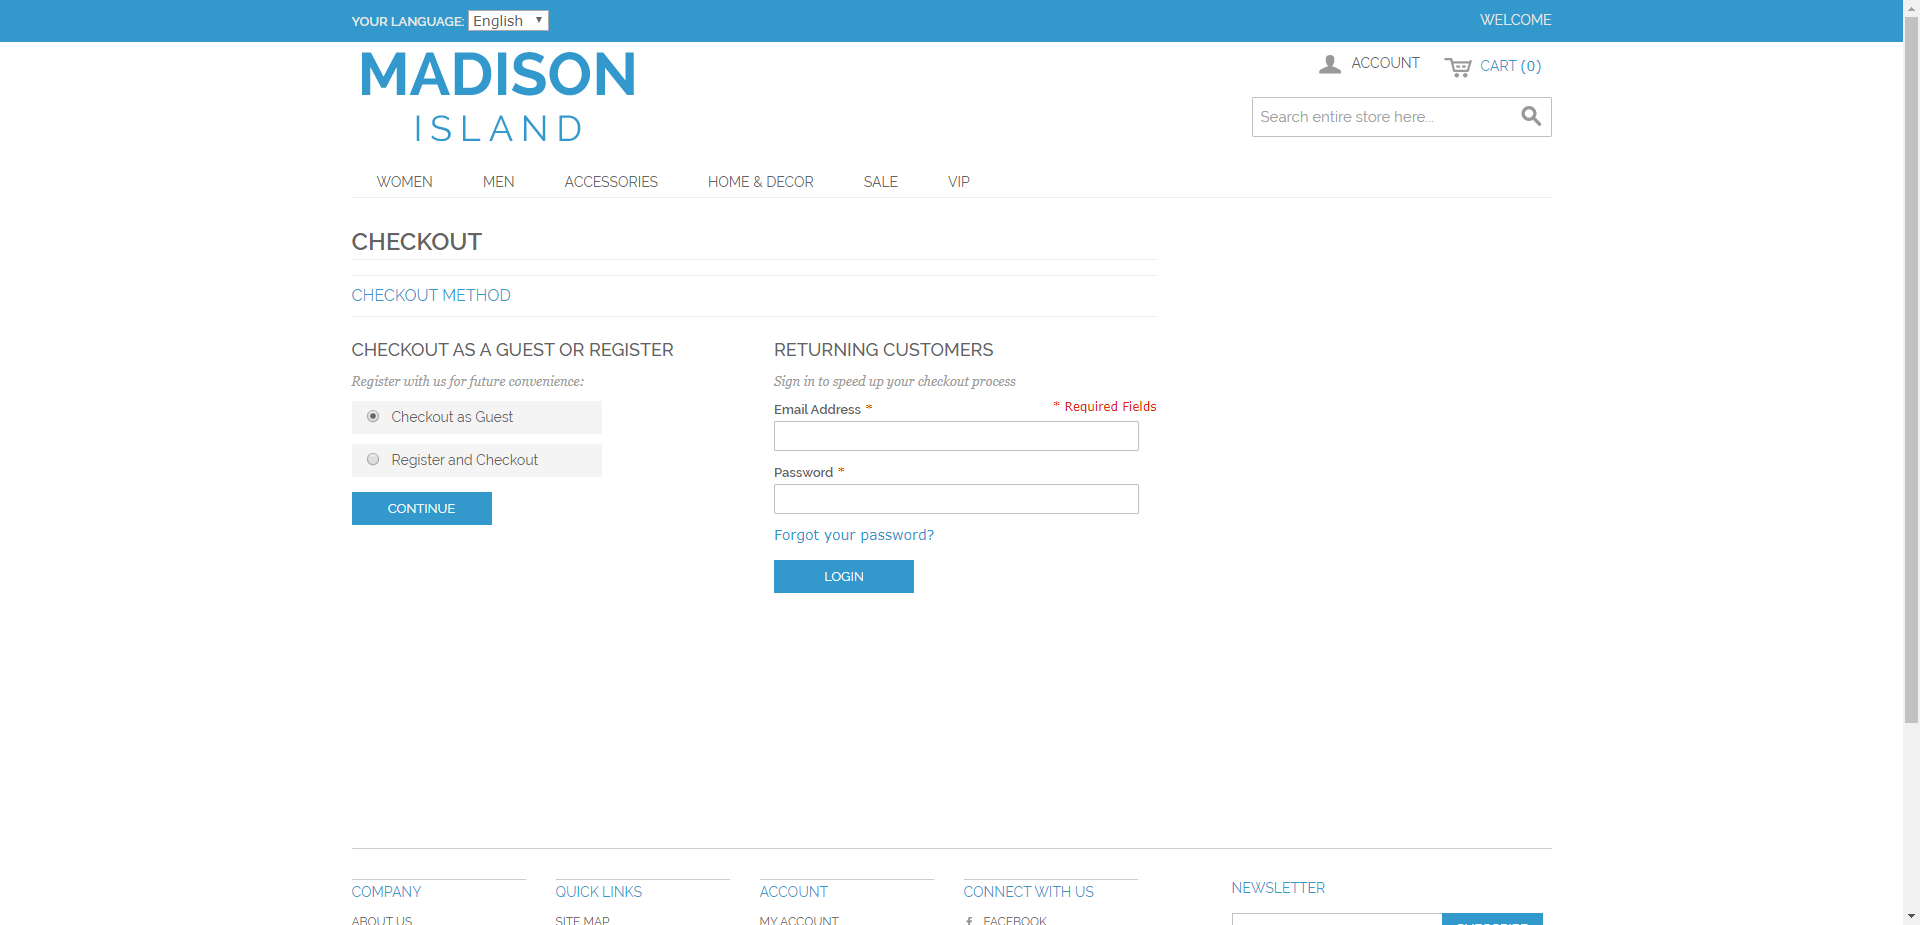 YOUR LANGUAGE: English
WELCOME
MADISON
ISLAND
ACCOUNT
CART (0)
Search entire store here...
WOMEN MEN ACCESSORIES HOME & DECOR SALE VIP
CHECKOUT
CHECKOUT METHOD
CHECKOUT AS A GUEST OR REGISTER
Register with us for future convenience:
Checkout as Guest
Register and Checkout
CONTINUE
RETURNING CUSTOMERS
Sign in to speed up your checkout process
* Required Fields
Email Address *
Password *
Forgot your password?
LOGIN
COMPANY
ABOUT US
QUICK LINKS
SITE MAP
ACCOUNT
MY ACCOUNT
CONNECT WITH US
FACEBOOK
NEWSLETTER